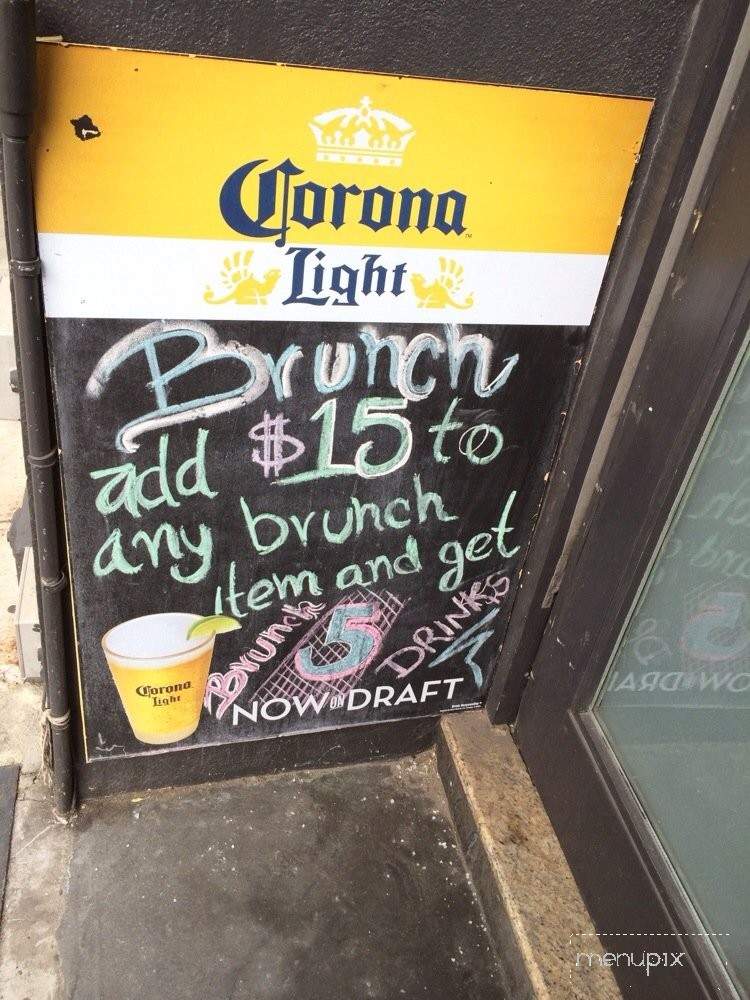 Corona
Light
Brunch
add $15 to
any brunch
item and get
Brunch 5 DRINKS
Corona
Light
NOW ON DRAFT
menupix